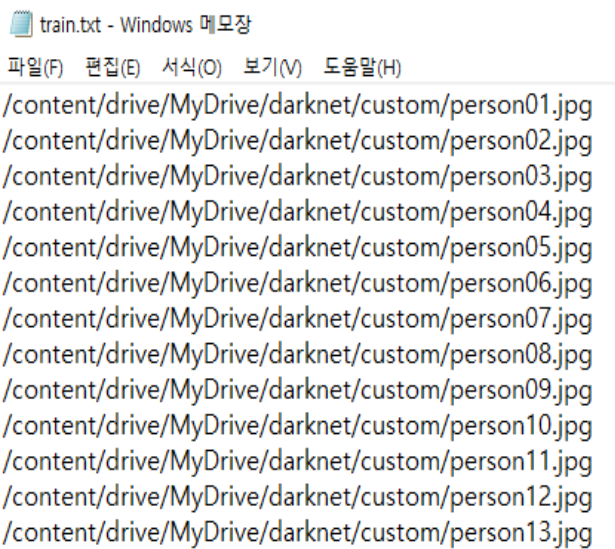 train.txt - Windows 메모장
파일(F) 편집(E) 서식(O) 보기(V) 도움말(H)
/content/drive/MyDrive/darknet/custom/person01.jpg
/content/drive/MyDrive/darknet/custom/person02.jpg
/content/drive/MyDrive/darknet/custom/person03.jpg
/content/drive/MyDrive/darknet/custom/person04.jpg
/content/drive/MyDrive/darknet/custom/person05.jpg
/content/drive/MyDrive/darknet/custom/person06.jpg
/content/drive/MyDrive/darknet/custom/person07.jpg
/content/drive/MyDrive/darknet/custom/person08.jpg
/content/drive/MyDrive/darknet/custom/person09.jpg
/content/drive/MyDrive/darknet/custom/person10.jpg
/content/drive/MyDrive/darknet/custom/person11.jpg
/content/drive/MyDrive/darknet/custom/person12.jpg
/content/drive/MyDrive/darknet/custom/person13.jpg